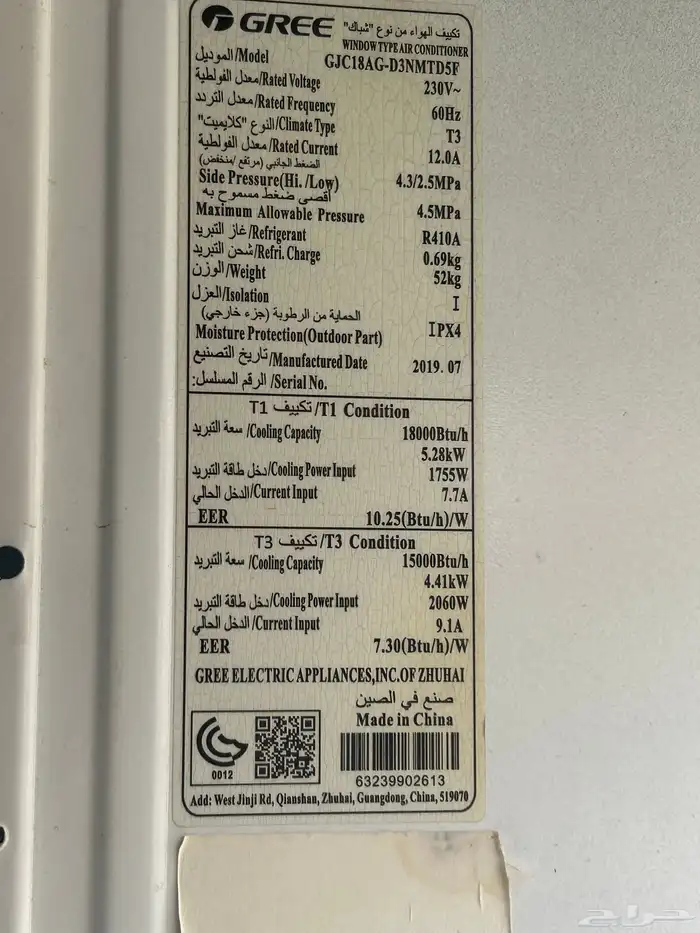 GREE تكييف الهواء من نوع "شباك"
WINDOW TYPE AIR CONDITIONER
الموديل/Model GJC18AG-D3NMTD5F
معدل الفولطية/Rated Voltage 230V~
معدل التردد/Rated Frequency 60Hz
النوع "كلايميت"/Climate Type T3
معدل الفولطية/Rated Current 12.0A
الضغط الجانبي (مرتفع /منخفض)
Side Pressure(Hi. /Low) 4.3/2.5MPa
أقصى ضغط مسموح به
Maximum Allowable Pressure 4.5MPa
غاز التبريد/Refrigerant R410A
شحن التبريد/Refri. Charge 0.69kg
الوزن/Weight 52kg
العزل/Isolation I
الحماية من الرطوبة (جزء خارجي)
Moisture Protection(Outdoor Part) IPX4
تاريخ التصنيع/Manufactured Date 2019. 07
الرقم المسلسل:/Serial No.
تكييف T1/T1 Condition
سعة التبريد/Cooling Capacity 18000Btu/h
5.28kW
دخل طاقة التبريد/Cooling Power Input 1755W
الدخل الحالي/Current Input 7.7A
EER 10.25(Btu/h)/W
تكييف T3/T3 Condition
سعة التبريد/Cooling Capacity 15000Btu/h
4.41kW
دخل طاقة التبريد/Cooling Power Input 2060W
الدخل الحالي/Current Input 9.1A
EER 7.30(Btu/h)/W
GREE ELECTRIC APPLIANCES,INC.OF ZHUHAI
صنع في الصين
Made in China
0012
63239902613
Add: West Jinji Rd, Qianshan, Zhuhai, Guangdong, China, 519070
حراج